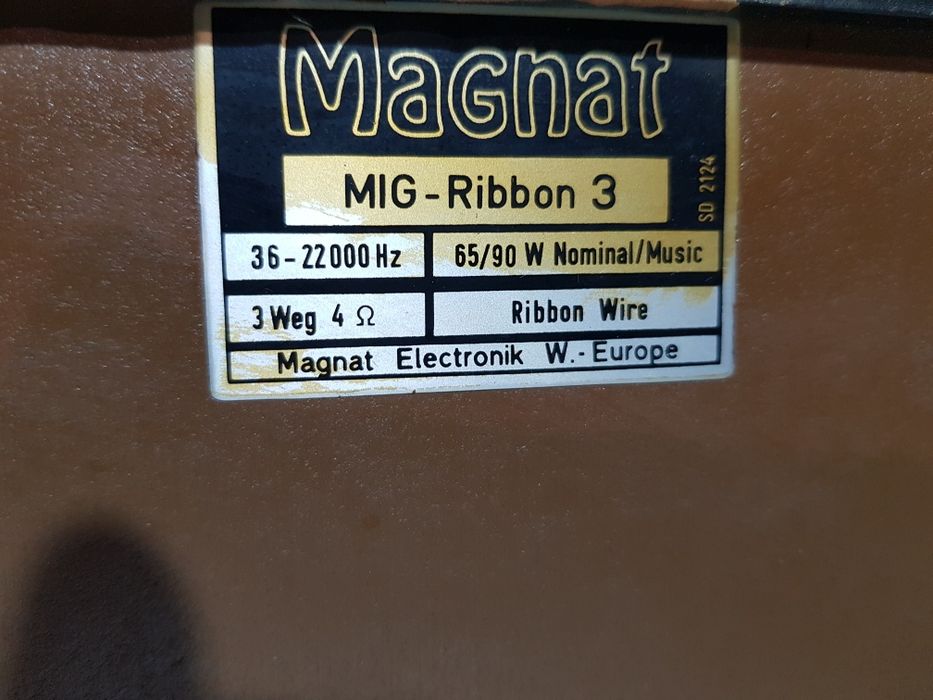 Magnat
MIG-Ribbon 3
SD 2124
36-22000 Hz
65/90 W Nominal/Music
3 Weg 4 Ω
Ribbon Wire
Magnat Electronik W.-Europe